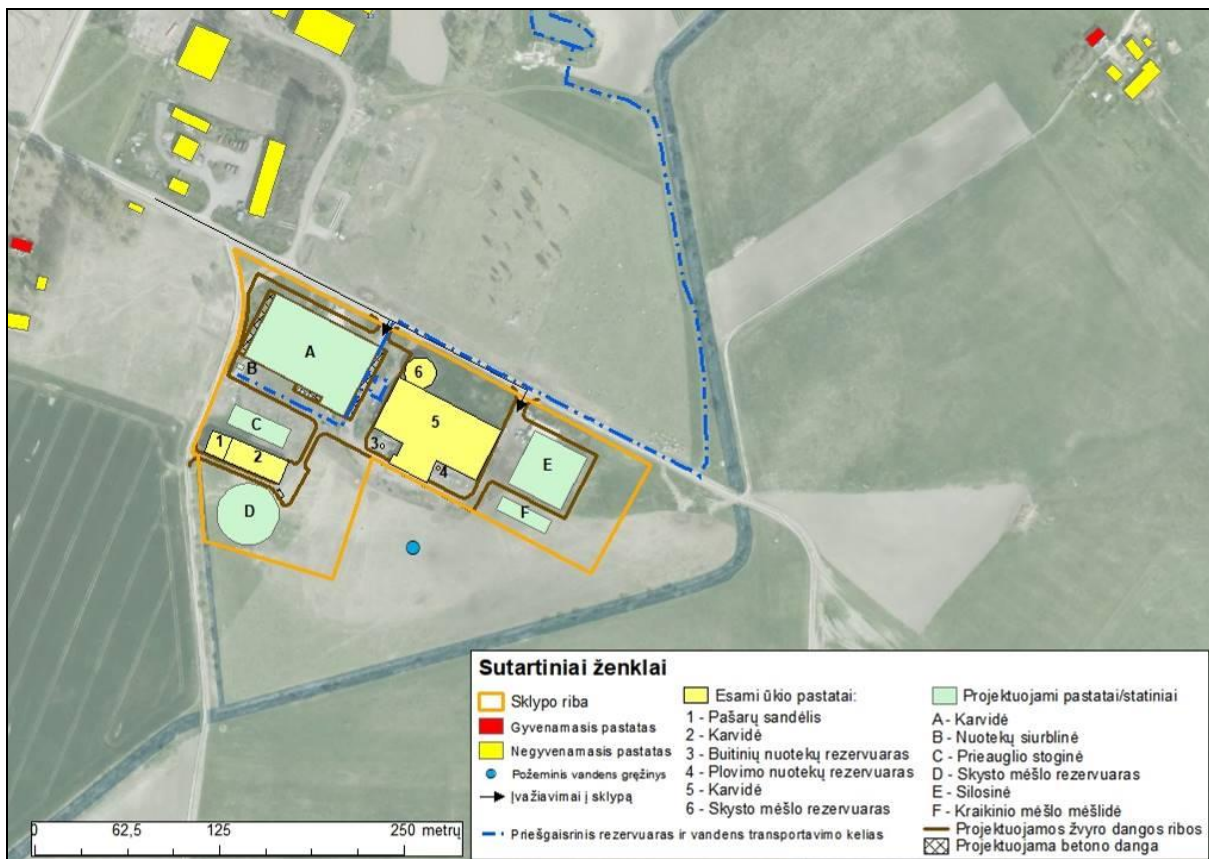 A
B
6
5
C
1
2
3
4
E
D
F
Sutartiniai ženklai
Sklypo riba
Gyvenamasis pastatas
Negyvenamasis pastatas
Požeminis vandens gręžinys
Įvažiavimai į sklypą
Priešgaisrinis rezervuaras ir vandens transportavimo kelias
Esami ūkio pastatai:
1 - Pašarų sandėlis
2 - Karvidė
3 - Buitinių nuotekų rezervuaras
4 - Plovimo nuotekų rezervuaras
5 - Karvidė
6 - Skysto mėšlo rezervuaras
Projektuojami pastatai/statiniai
A - Karvidė
B - Nuotekų siurblinė
C - Prieauglio stoginė
D - Skysto mėšlo rezervuaras
E - Silosinė
F - Kraikinio mėšlo mėšlidė
Projektuojamos žvyro dangos ribos
Projektuojama betono danga
0 62,5 125 250 metrų